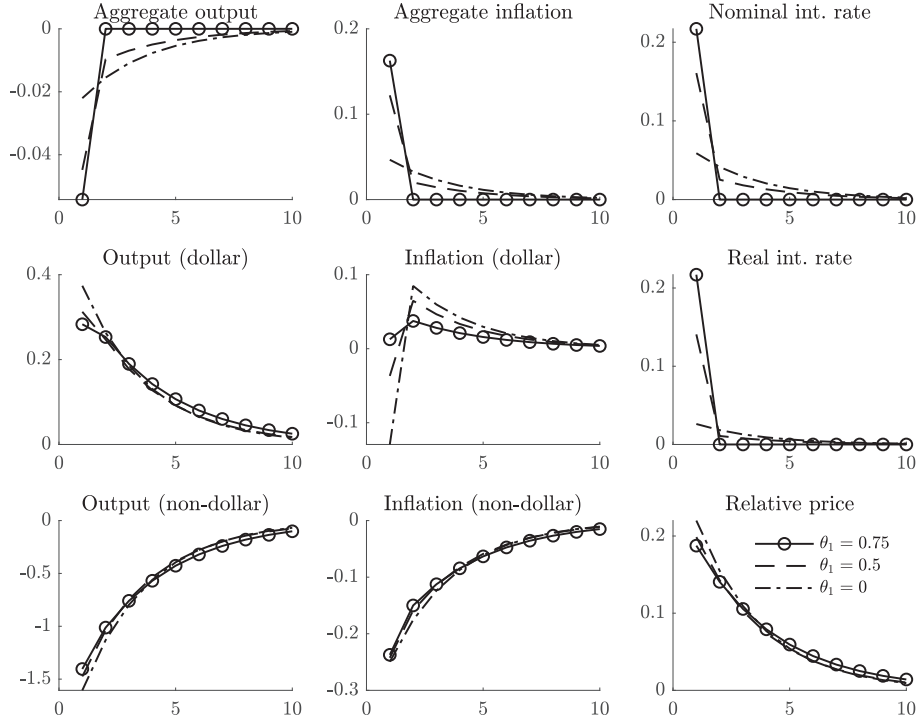 Aggregate output
0
-0.02
-0.04
0 5 10
Aggregate inflation
0.2
0.1
0
0 5 10
Nominal int. rate
0.2
0.1
0
0 5 10
Output (dollar)
0.4
0.2
0
0 5 10
Inflation (dollar)
0.1
0
-0.1
0 5 10
Real int. rate
0.2
0.1
0
0 5 10
Output (non-dollar)
0
-0.5
-1
-1.5
0 5 10
Inflation (non-dollar)
0
-0.1
-0.2
-0.3
0 5 10
Relative price
0.2
0.1
0
0 5 10
θ₁ = 0.75
θ₁ = 0.5
θ₁ = 0